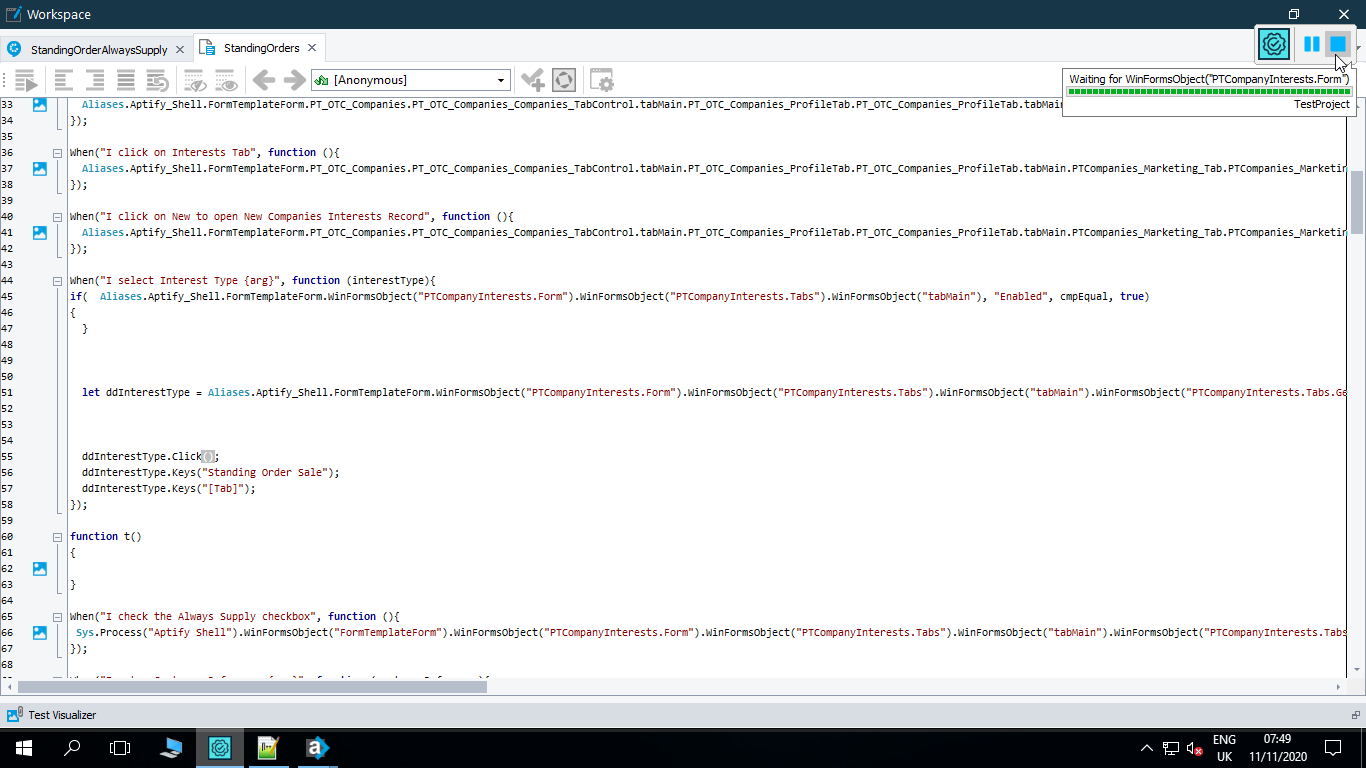 Workspace
StandingOrderAlwaysSupply
StandingOrders
[Anonymous]
Waiting for WinFormsObject("PTCompanyInterests.Form")
TestProject
33 Aliases.Aptify_Shell.FormTemplateForm.PT_OTC_Companies.PT_OTC_Companies_Companies_TabControl.tabMain.PT_OTC_Companies_ProfileTab.PT_OTC_Companies_ProfileTab.tabMain
34 });
35
36 When("I click on Interests Tab", function (){
37 Aliases.Aptify_Shell.FormTemplateForm.PT_OTC_Companies.PT_OTC_Companies_Companies_TabControl.tabMain.PT_OTC_Companies_ProfileTab.PT_OTC_Companies_ProfileTab.tabMain.PTCompanies_Marketing_Tab.PTCompanies_Marketin
38 });
39
40 When("I click on New to open New Companies Interests Record", function (){
41 Aliases.Aptify_Shell.FormTemplateForm.PT_OTC_Companies.PT_OTC_Companies_Companies_TabControl.tabMain.PT_OTC_Companies_ProfileTab.PT_OTC_Companies_ProfileTab.tabMain.PTCompanies_Marketing_Tab.PTCompanies_Marketin
42 });
43
44 When("I select Interest Type {arg}", function (interestType){
45 if( Aliases.Aptify_Shell.FormTemplateForm.WinFormsObject("PTCompanyInterests.Form").WinFormsObject("PTCompanyInterests.Tabs").WinFormsObject("tabMain"), "Enabled", cmpEqual, true)
46 {
47 }
48
49
50
51 let ddInterestType = Aliases.Aptify_Shell.FormTemplateForm.WinFormsObject("PTCompanyInterests.Form").WinFormsObject("PTCompanyInterests.Tabs").WinFormsObject("tabMain").WinFormsObject("PTCompanyInterests.Tabs.Ge
52
53
54
55 ddInterestType.Click();
56 ddInterestType.Keys("Standing Order Sale");
57 ddInterestType.Keys("[Tab]");
58 });
59
60 function t()
61 {
62
63 }
64
65 When("I check the Always Supply checkbox", function (){
66 Sys.Process("Aptify Shell").WinFormsObject("FormTemplateForm").WinFormsObject("PTCompanyInterests.Form").WinFormsObject("PTCompanyInterests.Tabs").WinFormsObject("tabMain").WinFormsObject("PTCompanyInterests.Tabs
67 });
68
Test Visualizer
ENG
UK
07:49
11/11/2020